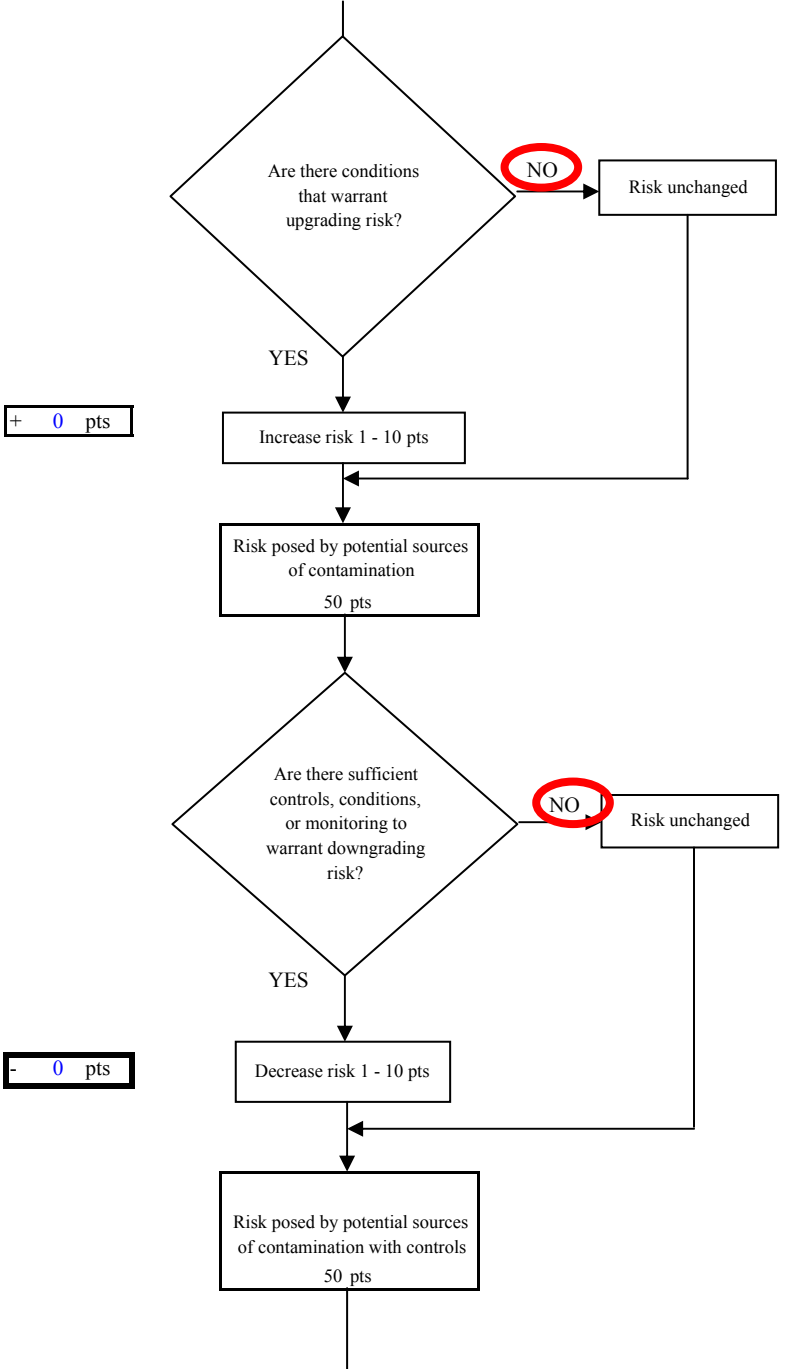 Are there conditions
that warrant
upgrading risk?
NO
Risk unchanged
YES
+ 0 pts
Increase risk 1 - 10 pts
Risk posed by potential sources
of contamination
50 pts
Are there sufficient
controls, conditions,
or monitoring to
warrant downgrading
risk?
NO
Risk unchanged
YES
- 0 pts
Decrease risk 1 - 10 pts
Risk posed by potential sources
of contamination with controls
50 pts